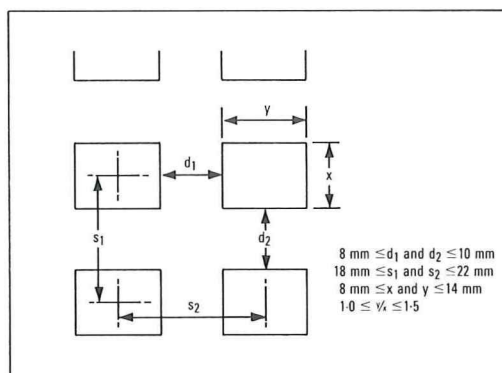 y
d₁
x
s₁
d₂
s₂
8 mm ≤d₁ and d₂ ≤10 mm
18 mm ≤s₁ and s₂ ≤22 mm
8 mm ≤x and y ≤14 mm
1·0 ≤ y/x ≤1·5